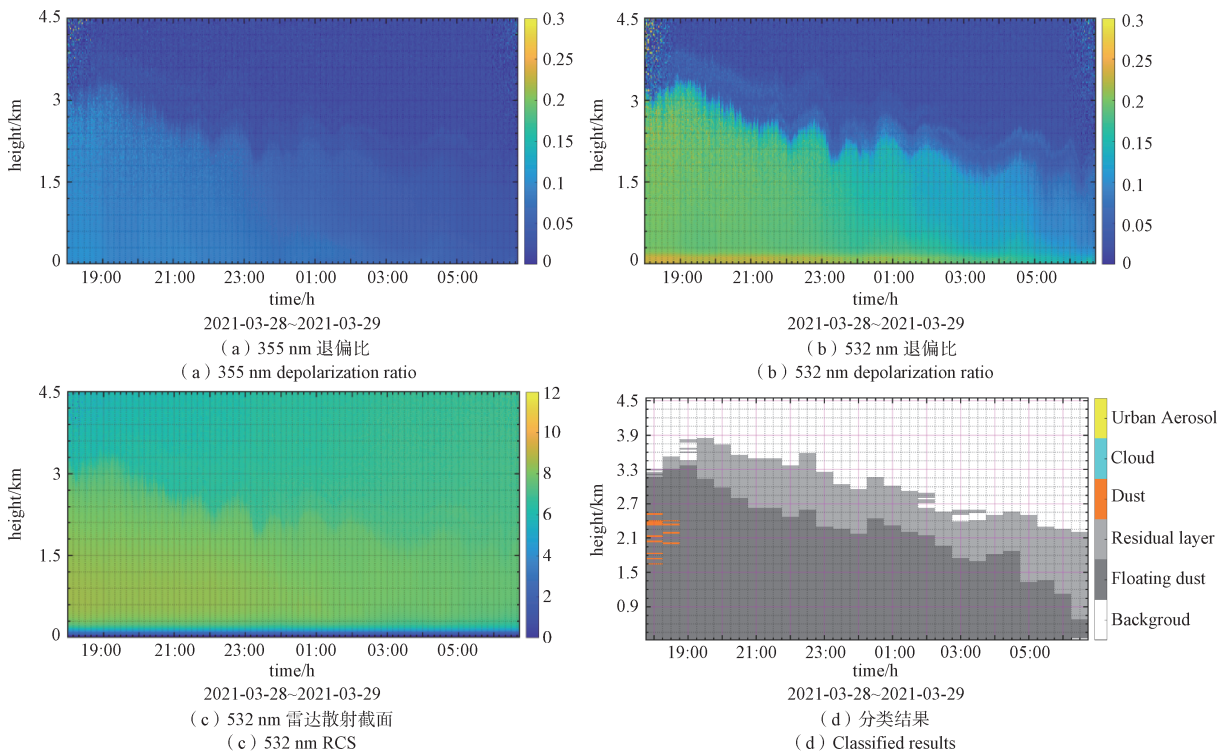 4.5
3
1.5
0
height/km
19:00 21:00 23:00 01:00 03:00 05:00
time/h
2021-03-28~2021-03-29
0.3
0.25
0.2
0.15
0.1
0.05
0
(a)355 nm 退偏比
(a)355 nm depolarization ratio
4.5
3
1.5
0
height/km
19:00 21:00 23:00 01:00 03:00 05:00
time/h
2021-03-28~2021-03-29
0.3
0.25
0.2
0.15
0.1
0.05
0
(b)532 nm 退偏比
(b)532 nm depolarization ratio
4.5
3
1.5
0
height/km
19:00 21:00 23:00 01:00 03:00 05:00
time/h
2021-03-28~2021-03-29
12
10
8
6
4
2
0
(c)532 nm 雷达散射截面
(c)532 nm RCS
4.5
3.9
3.3
2.7
2.1
1.5
0.9
height/km
19:00 21:00 23:00 01:00 03:00 05:00
time/h
2021-03-28~2021-03-29
Urban Aerosol
Cloud
Dust
Residual layer
Floating dust
Backgroud
(d)分类结果
(d)Classified results